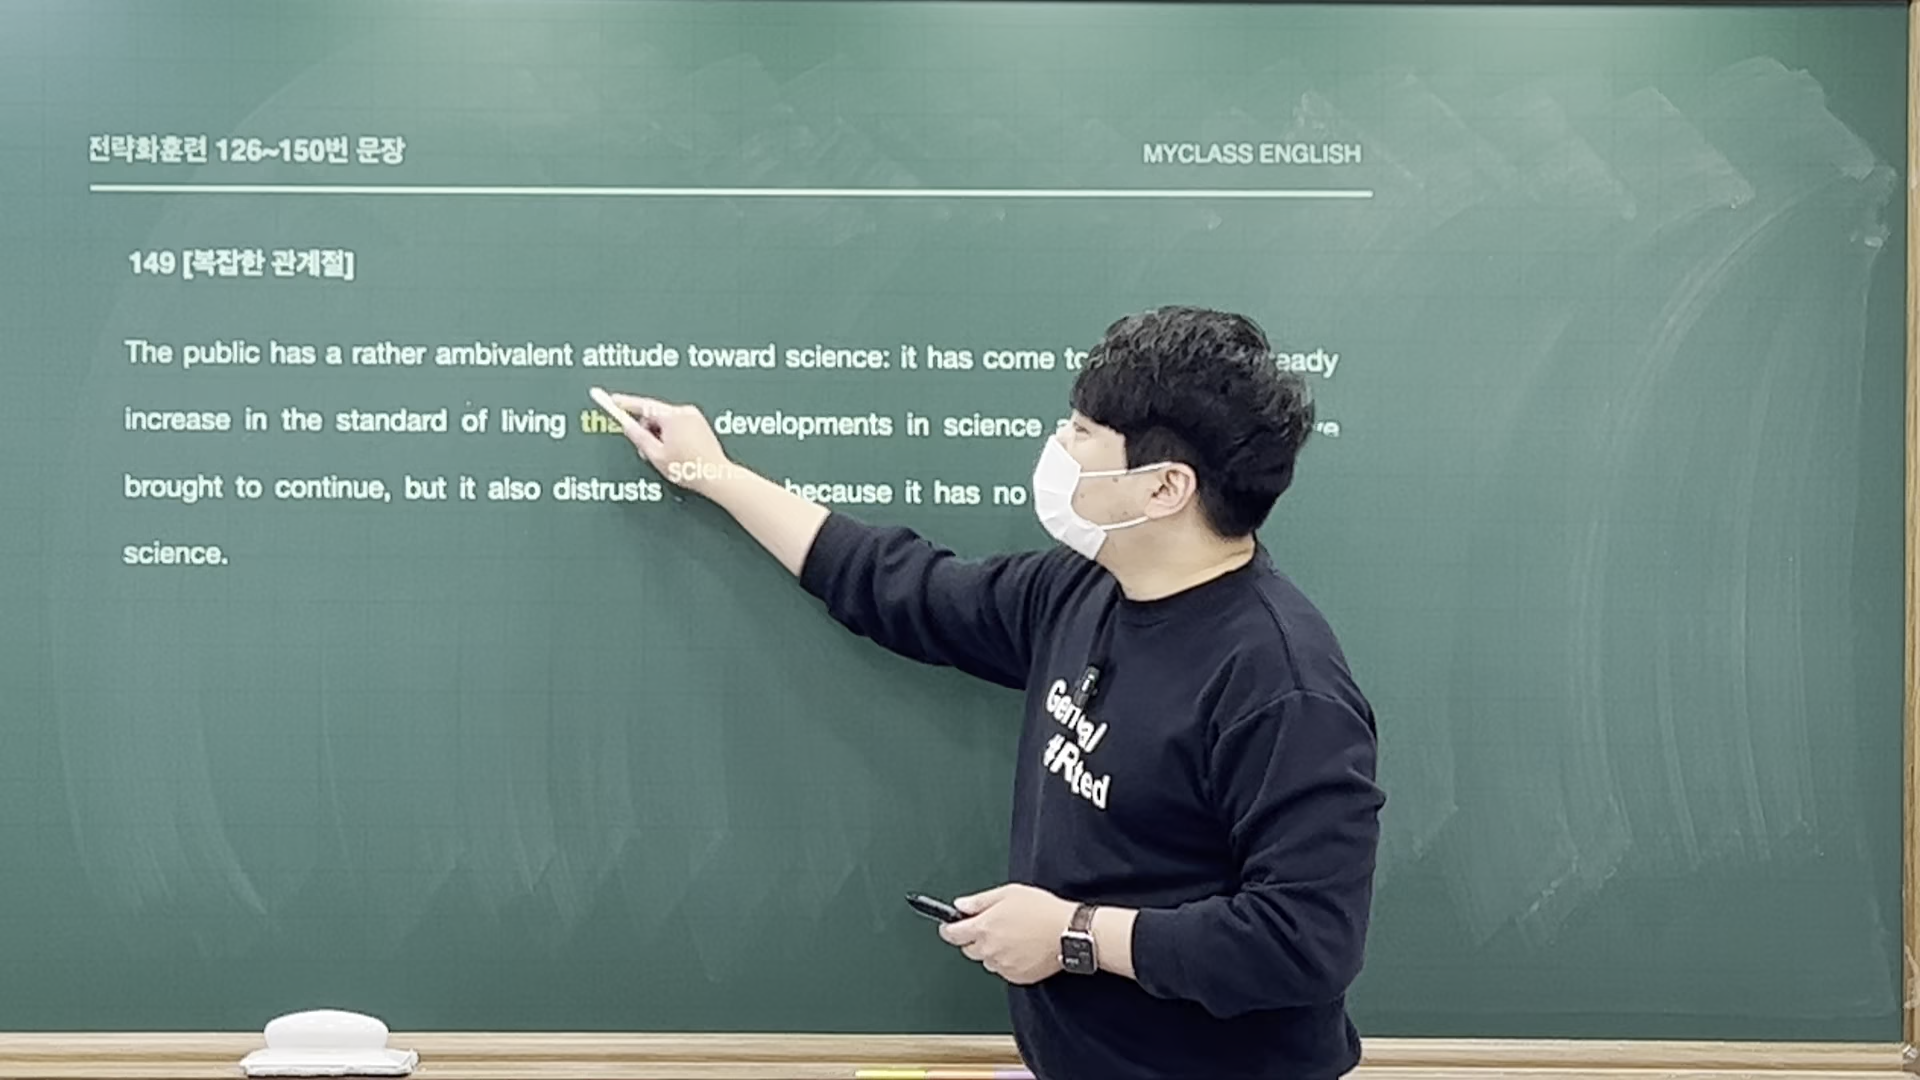 전략화훈련 126~150번 문장
MYCLASS ENGLISH
149 [복잡한 관계절]
The public has a rather ambivalent attitude toward science: it has come
increase in the standard of living developments in science
brought to continue, but it also distrusts because it has no
science.
General
#Rated